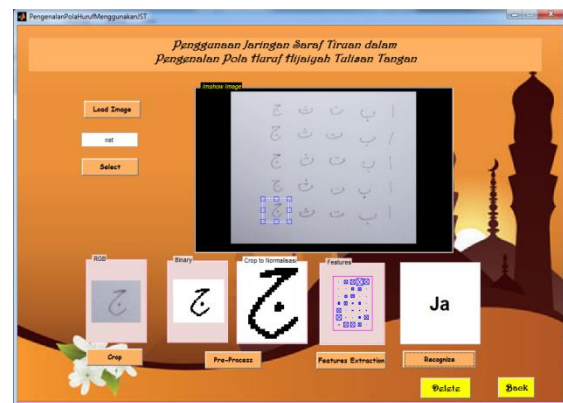 PengenalanPolaHurufMenggunakanJST
Penggunaan Jaringan Saraf Tiruan dalam
Pengenalan Pola Huruf Hijaiyah Tulisan Tangan
Imshow Image
Load Image
net
Select
ا ب ت ث ج
ا ب ت ث ج
ا ب ت ث ج
ا ب ت ث ج
ا ب ت ث ج
RGB
Binary
Crop to Normalisasi
Features
ج
ج
ج
Ja
Crop
Pre-Process
Features Extraction
Recognize
Delete
Back